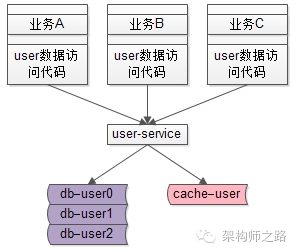 业务A
业务B
业务C
user数据访
问代码
user数据访
问代码
user数据访
问代码
user-service
db-user0
db-user1
db-user2
cache-user
架构师之路